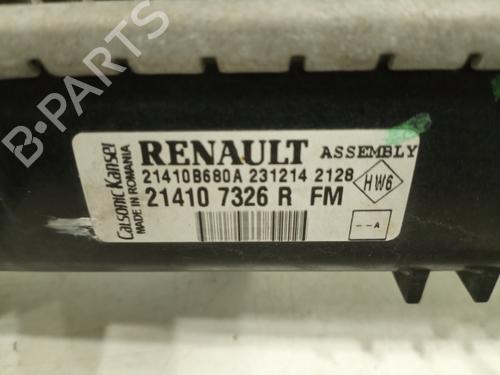 B-PARTS
Calsonic Kansei
MADE IN ROMANIA
RENAULT ASSEMBLY
21410B680A 231214 2128
HW6
21410 7326 R FM
--A